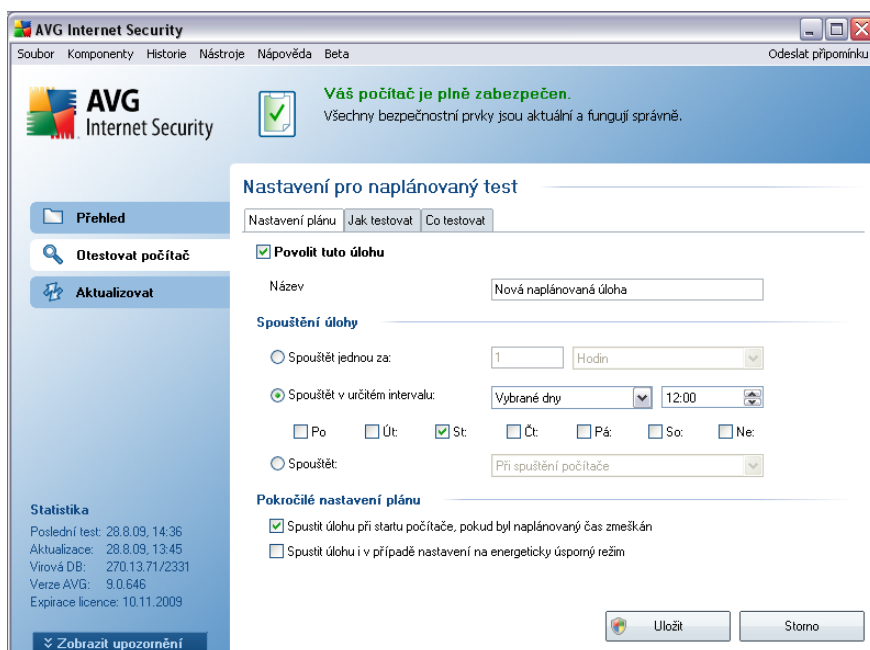 AVG Internet Security
Soubor Komponenty Historie Nástroje Nápověda Beta Odeslat připomínku
AVG
Internet Security
Váš počítač je plně zabezpečen.
Všechny bezpečnostní prvky jsou aktuální a fungují správně.
Přehled
Otestovat počítač
Aktualizovat
Nastavení pro naplánovaný test
Nastavení plánu Jak testovat Co testovat
Povolit tuto úlohu
Název Nová naplánovaná úloha
Spouštění úlohy
Spouštět jednou za: 1 Hodin
Spouštět v určitém intervalu: Vybrané dny 12:00
Po Út: St: Čt: Pá: So: Ne:
Spouštět: Při spuštění počítače
Pokročilé nastavení plánu
Spustit úlohu při startu počítače, pokud byl naplánovaný čas zmeškán
Spustit úlohu i v případě nastavení na energeticky úsporný režim
Statistika
Poslední test: 28.8.09, 14:36
Aktualizace: 28.8.09, 13:45
Virová DB: 270.13.71/2331
Verze AVG: 9.0.646
Expirace licence: 10.11.2009
Zobrazit upozornění
Uložit Storno